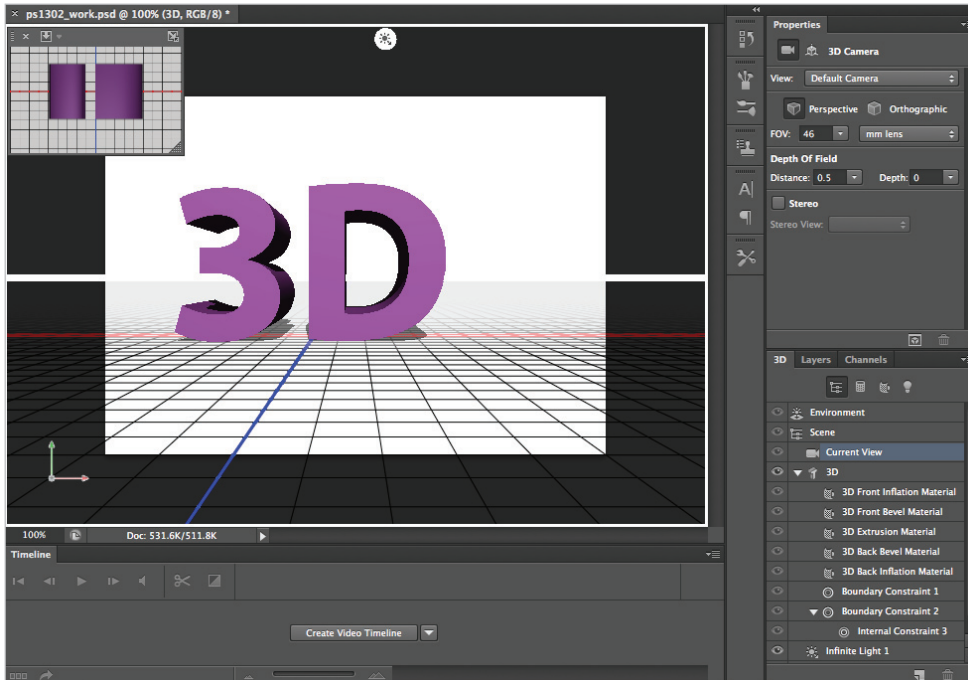 ps1302_work.psd @ 100% (3D, RGB/8) *
3D
100%
Doc: 531.6K/511.8K
Timeline
Create Video Timeline
A
Properties
3D Camera
View: Default Camera
Perspective Orthographic
FOV: 46 mm lens
Depth Of Field
Distance: 0.5 Depth: 0
Stereo
Stereo View:
3D Layers Channels
Environment
Scene
Current View
3D
3D Front Inflation Material
3D Front Bevel Material
3D Extrusion Material
3D Back Bevel Material
3D Back Inflation Material
Boundary Constraint 1
Boundary Constraint 2
Internal Constraint 3
Infinite Light 1